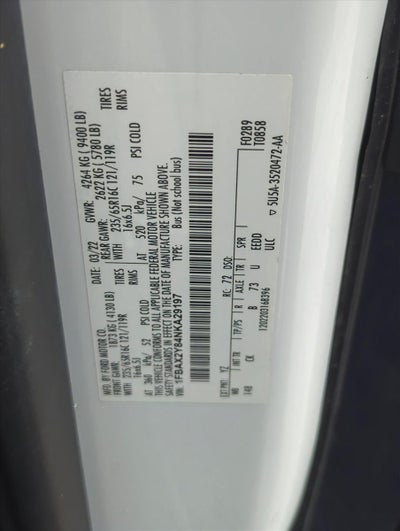 MFD. BY FORD MOTOR CO.
DATE: 03/22 GVWR: 4264 KG ( 9400 LB)
FRONT GAWR: 1873 KG ( 4130 LB) REAR GAWR: 2622 KG ( 5780 LB)
WITH 235/65R16C 121/119R TIRES WITH 235/65R16C 121/119R TIRES
16x6.5J RIMS 16x6.5J RIMS
AT 360 kPa/ 52 PSI COLD AT 520 kPa/ 75 PSI COLD
THIS VEHICLE CONFORMS TO ALL APPLICABLE FEDERAL MOTOR VEHICLE
SAFETY STANDARDS IN EFFECT ON THE DATE OF MANUFACTURE SHOWN ABOVE.
VIN: 1FBAX2Y84NKA29197 TYPE: Bus (Not school bus)
F0289
T0858
EXT PNT: YZ RC: 72 DSO:
WB INT TR TP/PS R AXLE TR SPR
148 CK B 73 U EEDD
ULC
12022031168396
5USA-3520472-AA